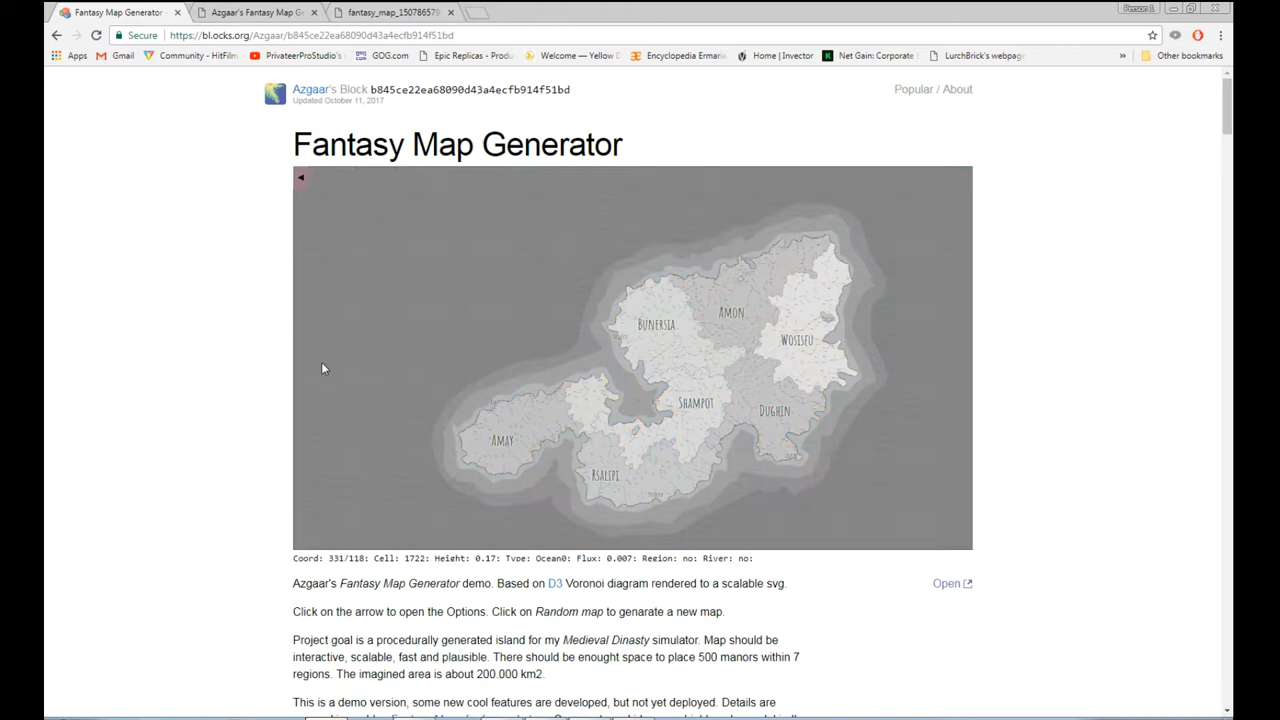 Fantasy Map Generator
Azgaar's Fantasy Map G
fantasy_map_150786579
Person 1
Secure
https://bl.ocks.org/Azgaar/b845ce22ea68090d43a4ecfb914f51bd
Apps
Gmail
Community - HitFilm
PrivateerProStudio's
GOG.com
Epic Replicas - Produ
Welcome — Yellow D
Encyclopedia Ermaria
Home | Investor
Net Gain: Corporate
LurchBrick's webpage
»
Other bookmarks
Azgaar's Block b845ce22ea68090d43a4ecfb914f51bd
Updated October 11, 2017
Popular / About
Fantasy Map Generator
Bunersia
Amon
Wosisfu
Shampot
Dughin
Amay
Rsalipi
Coord: 331/118: Cell: 1722: Height: 0.17: Type: Ocean0: Flux: 0.007: Region: no: River: no:
Azgaar's Fantasy Map Generator demo. Based on D3 Voronoi diagram rendered to a scalable svg.
Open
Click on the arrow to open the Options. Click on Random map to genarate a new map.
Project goal is a procedurally generated island for my Medieval Dinasty simulator. Map should be
interactive, scalable, fast and plausible. There should be enought space to place 500 manors within 7
regions. The imagined area is about 200.000 km2.
This is a demo version, some new cool features are developed, but not yet deployed. Details are